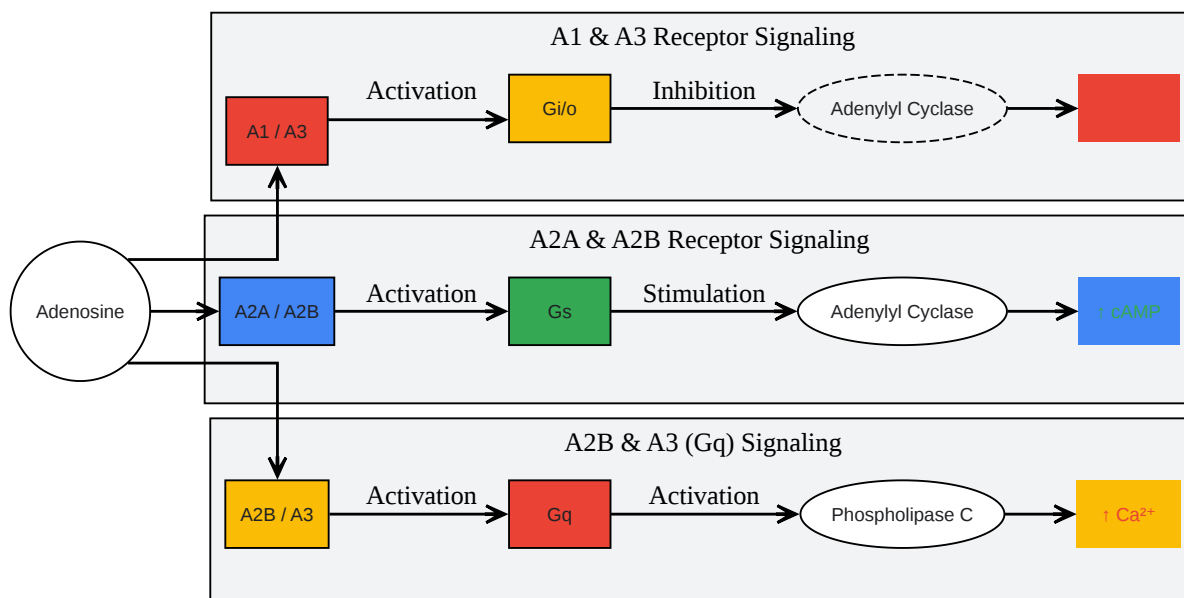 A1 & A3 Receptor Signaling
A1 / A3
Activation
Gi/o
Inhibition
Adenylyl Cyclase
Adenosine
A2A & A2B Receptor Signaling
A2A / A2B
Activation
Gs
Stimulation
Adenylyl Cyclase
↑ cAMP
A2B & A3 (Gq) Signaling
A2B / A3
Activation
Gq
Activation
Phospholipase C
↑ Ca²⁺